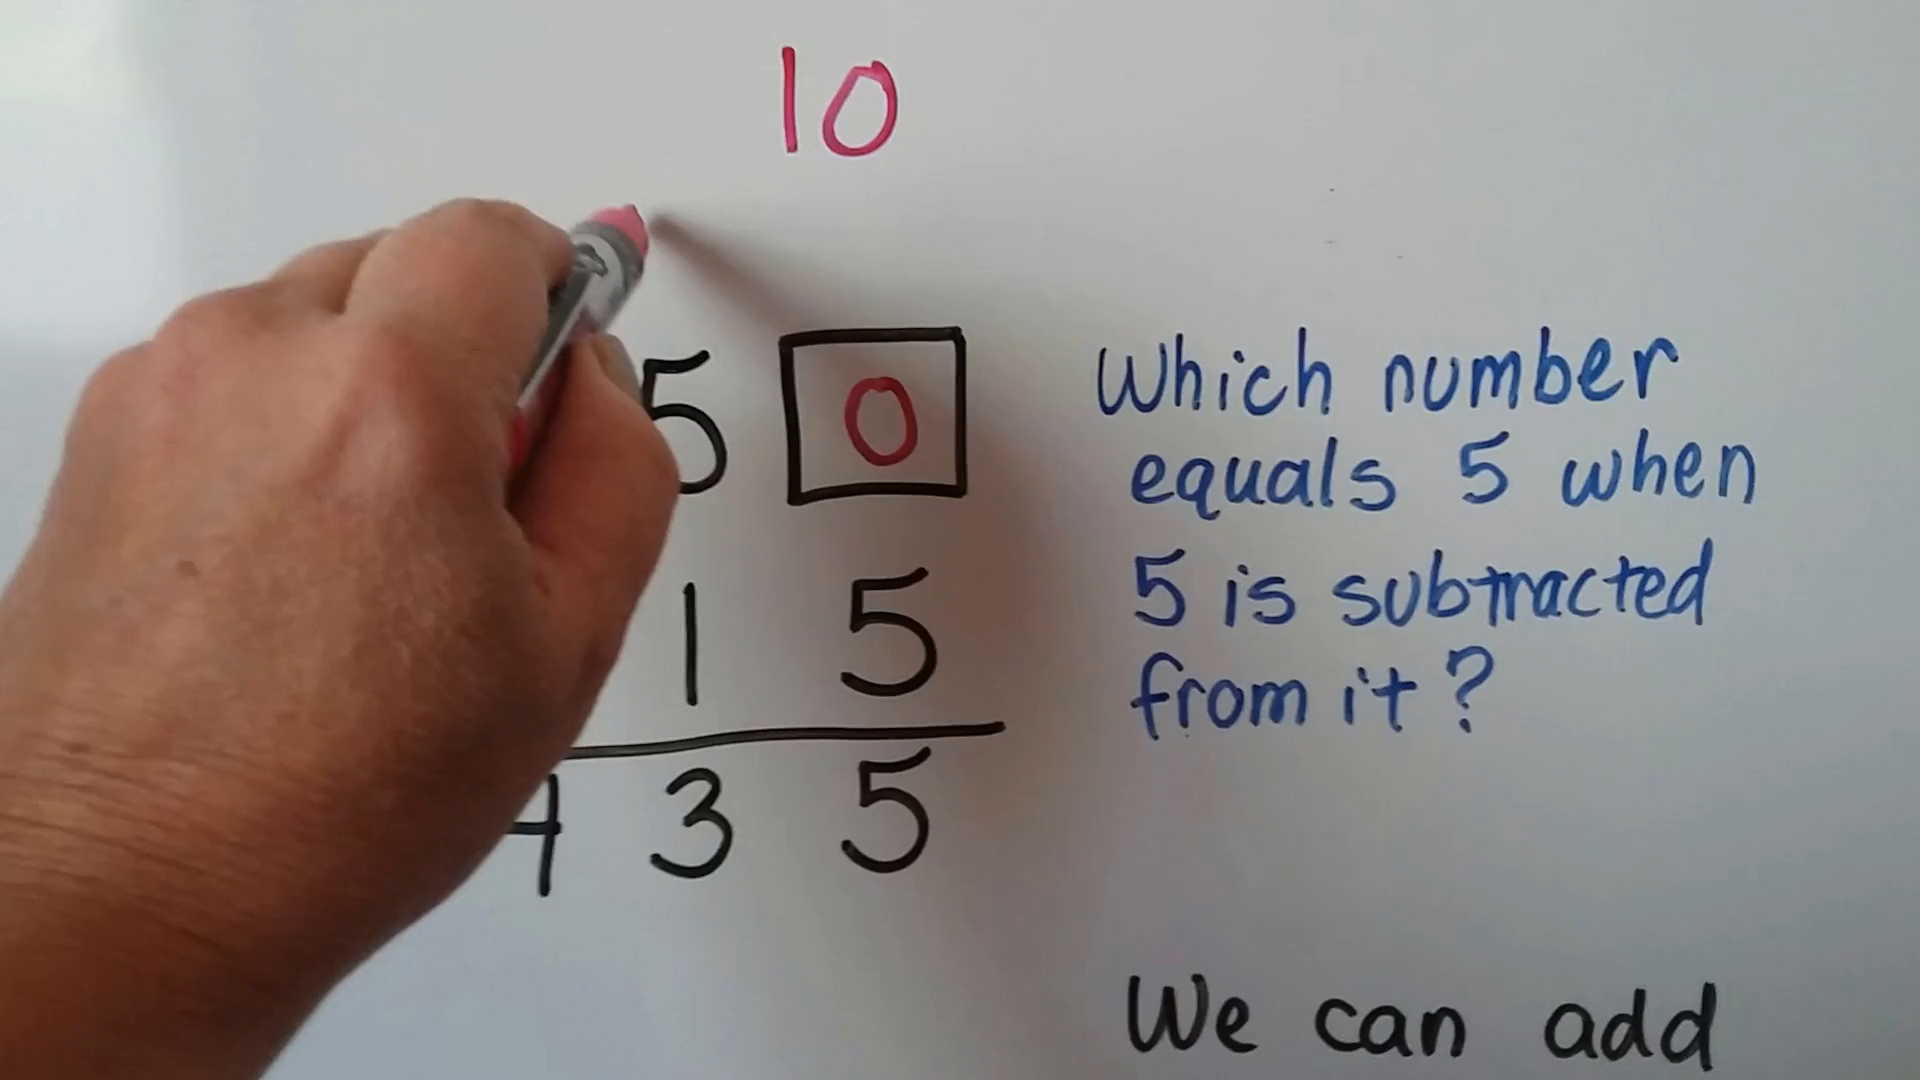 10
5 0
1 5
4 3 5
Which number
equals 5 when
5 is subtracted
from it?
We can add